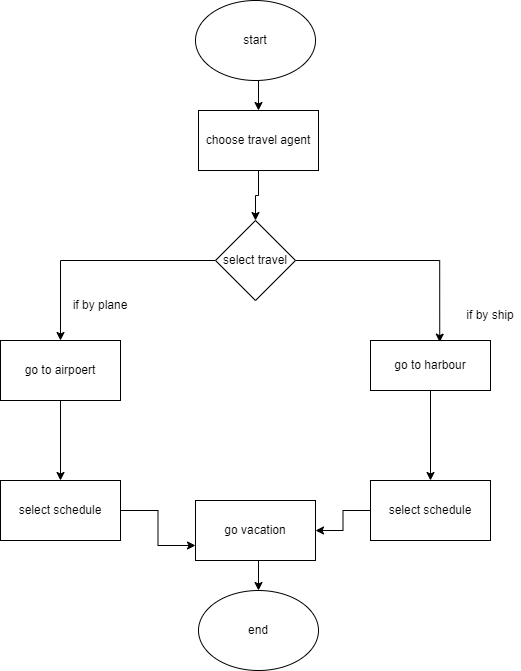 start
choose travel agent
select travel
if by plane
if by ship
go to airpoert
go to harbour
select schedule
go vacation
select schedule
end